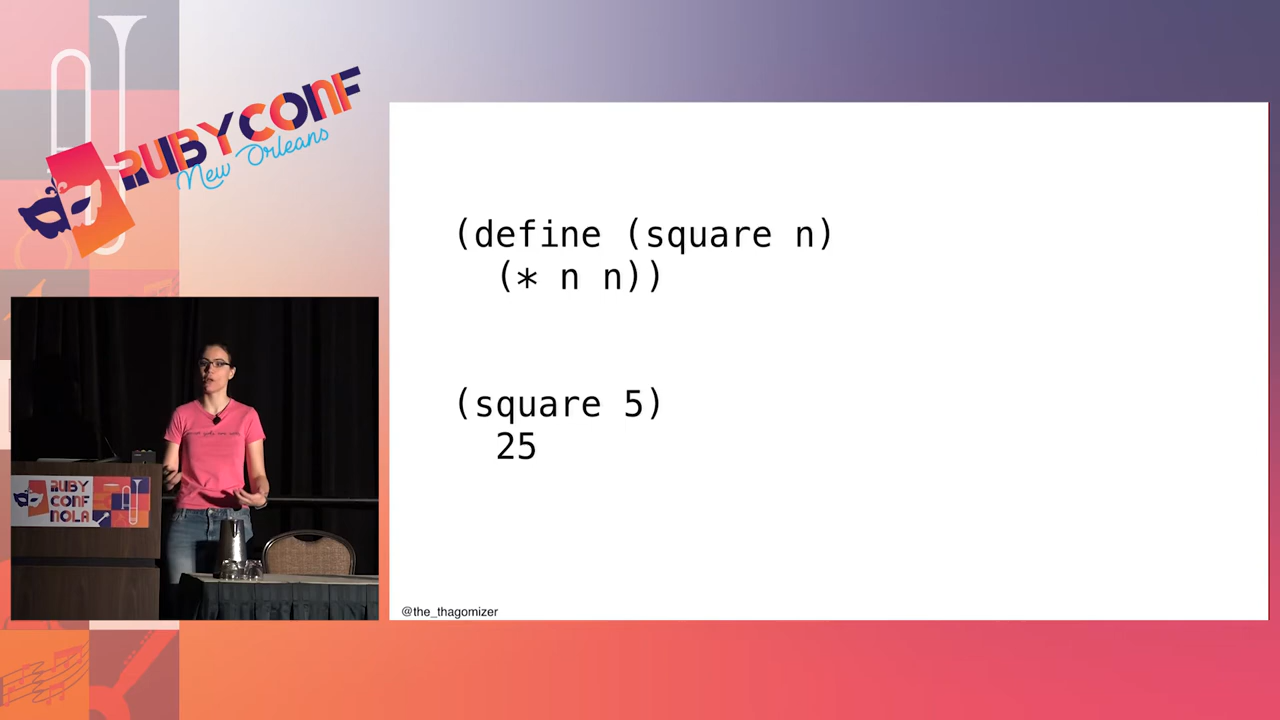 RUBYCONF
New Orleans
(define (square n)
  (* n n))
(square 5)
  25
RUBY
CONF
NOLA
@the_thagomizer